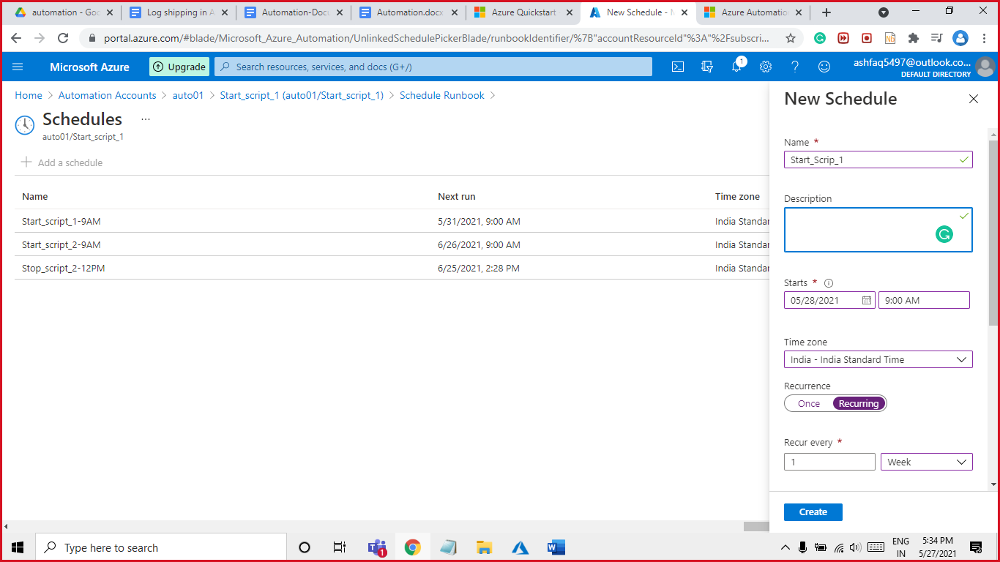 automation - Goo
Log shipping in A
Automation-Docu
Automation.docx
Azure Quickstart
New Schedule - M
Azure Automation
portal.azure.com/#blade/Microsoft_Azure_Automation/UnlinkedSchedulePickerBlade/runbookIdentifier/%7B"accountResourceId"%3A"%2Fsubscri...
Microsoft Azure
Upgrade
Search resources, services, and docs (G+/)
1
ashfaq5497@outlook.co...
DEFAULT DIRECTORY
Home > Automation Accounts > auto01 > Start_script_1 (auto01/Start_script_1) > Schedule Runbook >
Schedules ...
auto01/Start_script_1
+ Add a schedule
Name Next run Time zone
Start_script_1-9AM 5/31/2021, 9:00 AM India Standar
Start_script_2-9AM 6/26/2021, 9:00 AM India Standar
Stop_script_2-12PM 6/25/2021, 2:28 PM India Standar
New Schedule
Name *
Start_Scrip_1
Description
Starts *
05/28/2021 9:00 AM
Time zone
India - India Standard Time
Recurrence
Once Recurring
Recur every *
1 Week
Create
Type here to search
1
ENG
IN
5:34 PM
5/27/2021